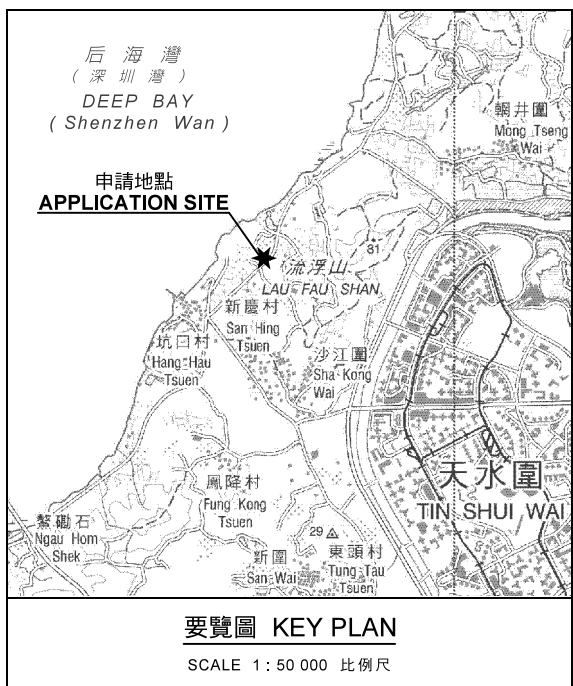 后海灣
(深圳灣)
DEEP BAY
(Shenzhen Wan)
輞井圍
Mong Tseng
Wai
申請地點
APPLICATION SITE
81
流浮山
LAU FAU SHAN
新慶村
San Hing
Tsuen
坑口村
Hang Hau
Tsuen
沙江圍
Sha Kong
Wai
天水圍
TIN SHUI WAI
鳳降村
Fung Kong
Tsuen
鰲磡石
Ngau Hom
Shek
29
新圍
San Wai
東頭村
Tung Tau
Tsuen
要覽圖 KEY PLAN
SCALE 1:50 000 比例尺